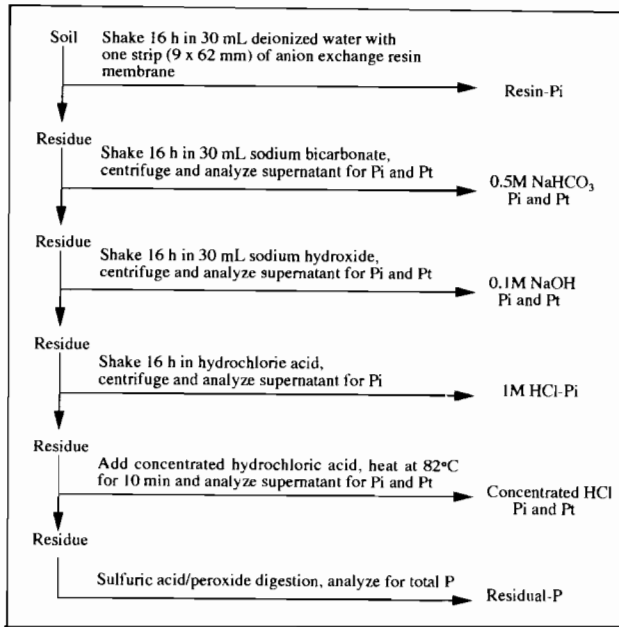 Soil
Shake 16 h in 30 mL deionized water with
one strip (9 x 62 mm) of anion exchange resin
membrane
Resin-Pi
Residue
Shake 16 h in 30 mL sodium bicarbonate,
centrifuge and analyze supernatant for Pi and Pt
0.5M NaHCO3
Pi and Pt
Residue
Shake 16 h in 30 mL sodium hydroxide,
centrifuge and analyze supernatant for Pi and Pt
0.1M NaOH
Pi and Pt
Residue
Shake 16 h in hydrochloric acid,
centrifuge and analyze supernatant for Pi
1M HCl-Pi
Residue
Add concentrated hydrochloric acid, heat at 82°C
for 10 min and analyze supernatant for Pi and Pt
Concentrated HCl
Pi and Pt
Residue
Sulfuric acid/peroxide digestion, analyze for total P
Residual-P